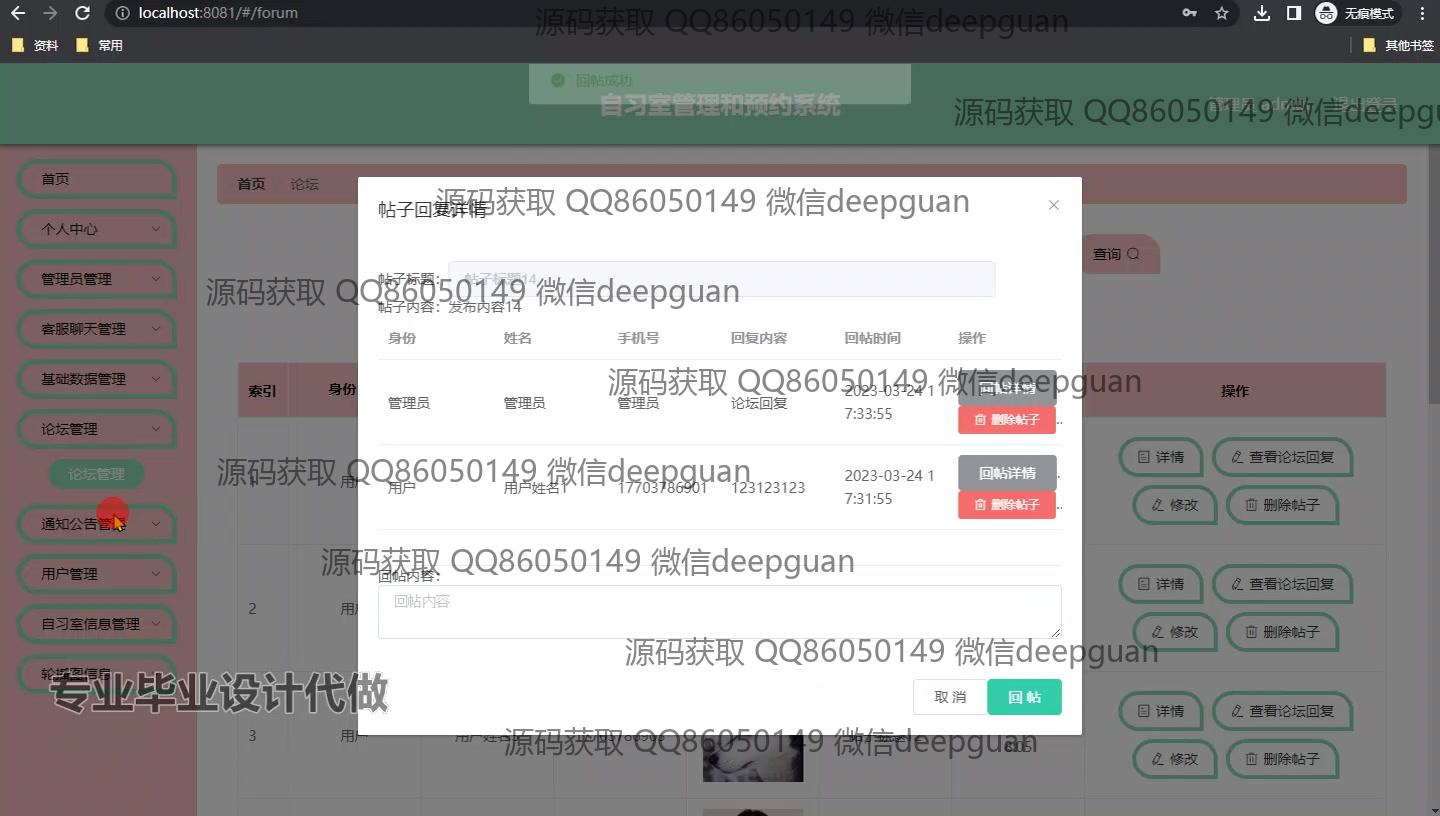 localhost:8081/#/forum
无痕模式
资料
常用
其他书签
源码获取 QQ86050149 微信deepguan
回帖成功
自习室管理和预约系统
源码获取 QQ86050149 微信deepgu
首页
个人中心
管理员管理
客服聊天管理
基础数据管理
论坛管理
论坛管理
通知公告管理
用户管理
自习室信息管理
轮播图信息
专业毕业设计代做
首页
论坛
查询
源码获取 QQ86050149 微信deepguan
帖子回复详情
帖子标题:
帖子标题14
源码获取 QQ86050149 微信deepguan
帖子内容:
发布内容14
身份
姓名
手机号
回复内容
回帖时间
操作
源码获取 QQ86050149 微信deepguan
管理员
管理员
管理员
论坛回复
2023-03-24 1
7:33:55
回帖详情
删除帖子
源码获取 QQ86050149 微信deepguan
用户
用户姓名1
17703786901
123123123
2023-03-24 1
7:31:55
回帖详情
删除帖子
源码获取 QQ86050149 微信deepguan
回帖内容:
回帖内容
源码获取 QQ86050149 微信deepguan
取 消
回 帖
源码获取 QQ86050149 微信deepguan
索引
身份
操作
1
详情
查看论坛回复
修改
删除帖子
2
详情
查看论坛回复
修改
删除帖子
3
用户
详情
查看论坛回复
修改
删除帖子
8:05